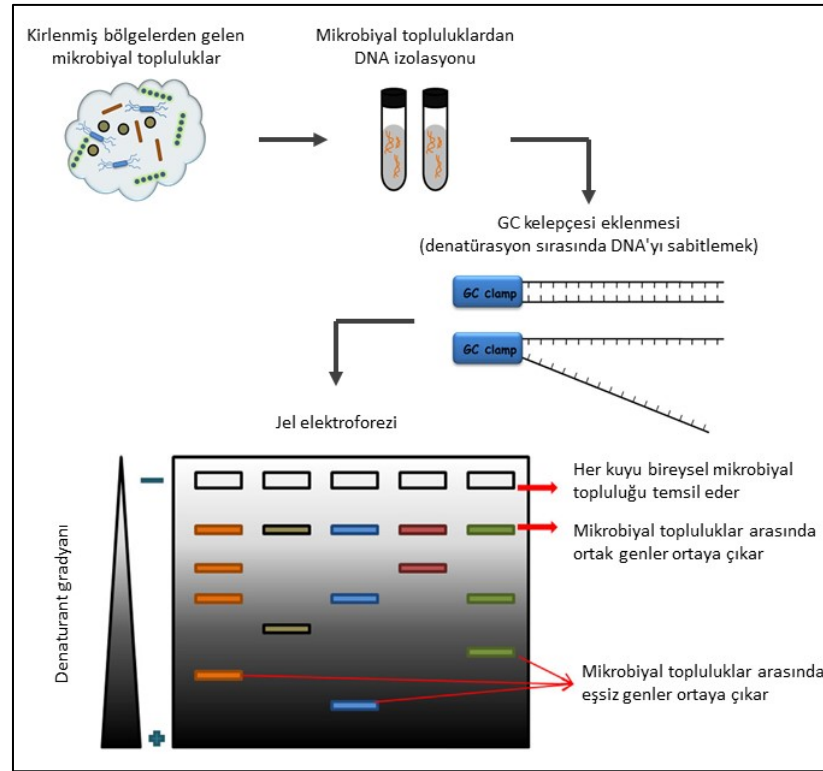 Kirlenmiş bölgelerden gelen
mikrobiyal topluluklar
Mikrobiyal topluluklardan
DNA izolasyonu
GC kelepçesi eklenmesi
(denatürasyon sırasında DNA'yı sabitlemek)
GC clamp
GC clamp
Jel elektroforezi
Denaturant gradyanı
Her kuyu bireysel mikrobiyal
topluluğu temsil eder
Mikrobiyal topluluklar arasında
ortak genler ortaya çıkar
Mikrobiyal topluluklar arasında
eşsiz genler ortaya çıkar